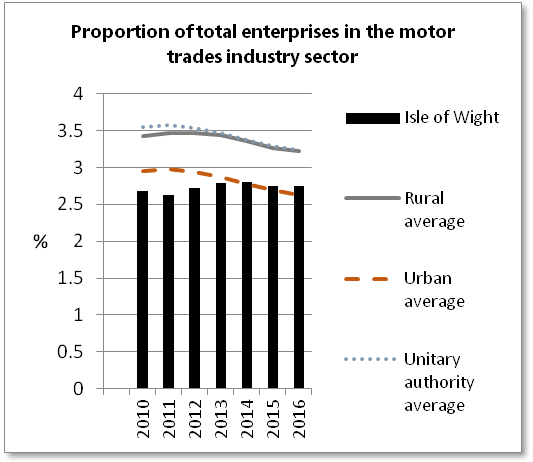 Proportion of total enterprises in the motor
trades industry sector
4
3.5
3
2.5
2
1.5
1
0.5
0
%
2010
2011
2012
2013
2014
2015
2016
Isle of Wight
Rural
average
Urban
average
Unitary
authority
average